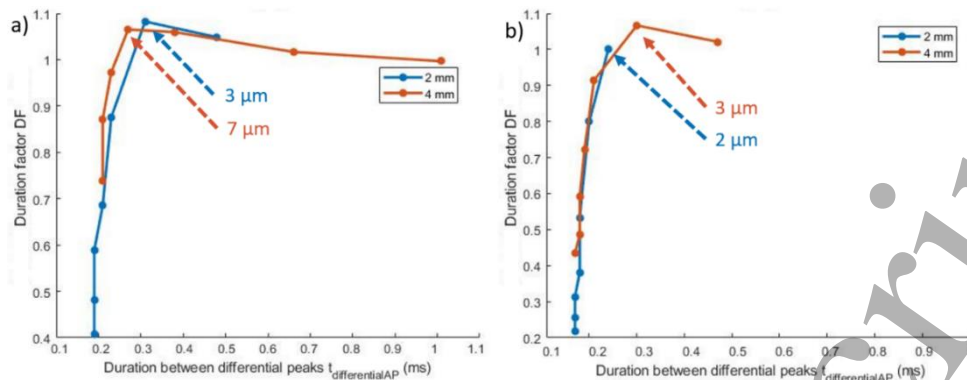 a)
Duration factor DF
1.1
1
0.9
0.8
0.7
0.6
0.5
0.4
2 mm
4 mm
3 μm
7 μm
0.1 0.2 0.3 0.4 0.5 0.6 0.7 0.8 0.9 1 1.1
Duration between differential peaks t differentialAP (ms)
b)
Duration factor DF
1.1
1
0.9
0.8
0.7
0.6
0.5
0.4
0.3
0.2
2 mm
4 mm
3 μm
2 μm
0.1 0.2 0.3 0.4 0.5 0.6 0.7 0.8 0.9
Duration between differential peaks t differentialAP (ms)